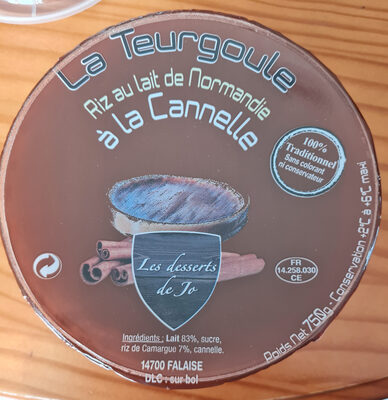 La Teurgoule
Riz au lait de Normandie
à la Cannelle
100%
Traditionnel
Sans colorant
ni conservateur
Les desserts
de Jo
FR
14.258.030
CE
Ingrédients : Lait 83%, sucre,
riz de Camargue 7%, cannelle.
14700 FALAISE
DLC : sur bol
Poids Net 750g - Conservation +2°C à +6°C maxi